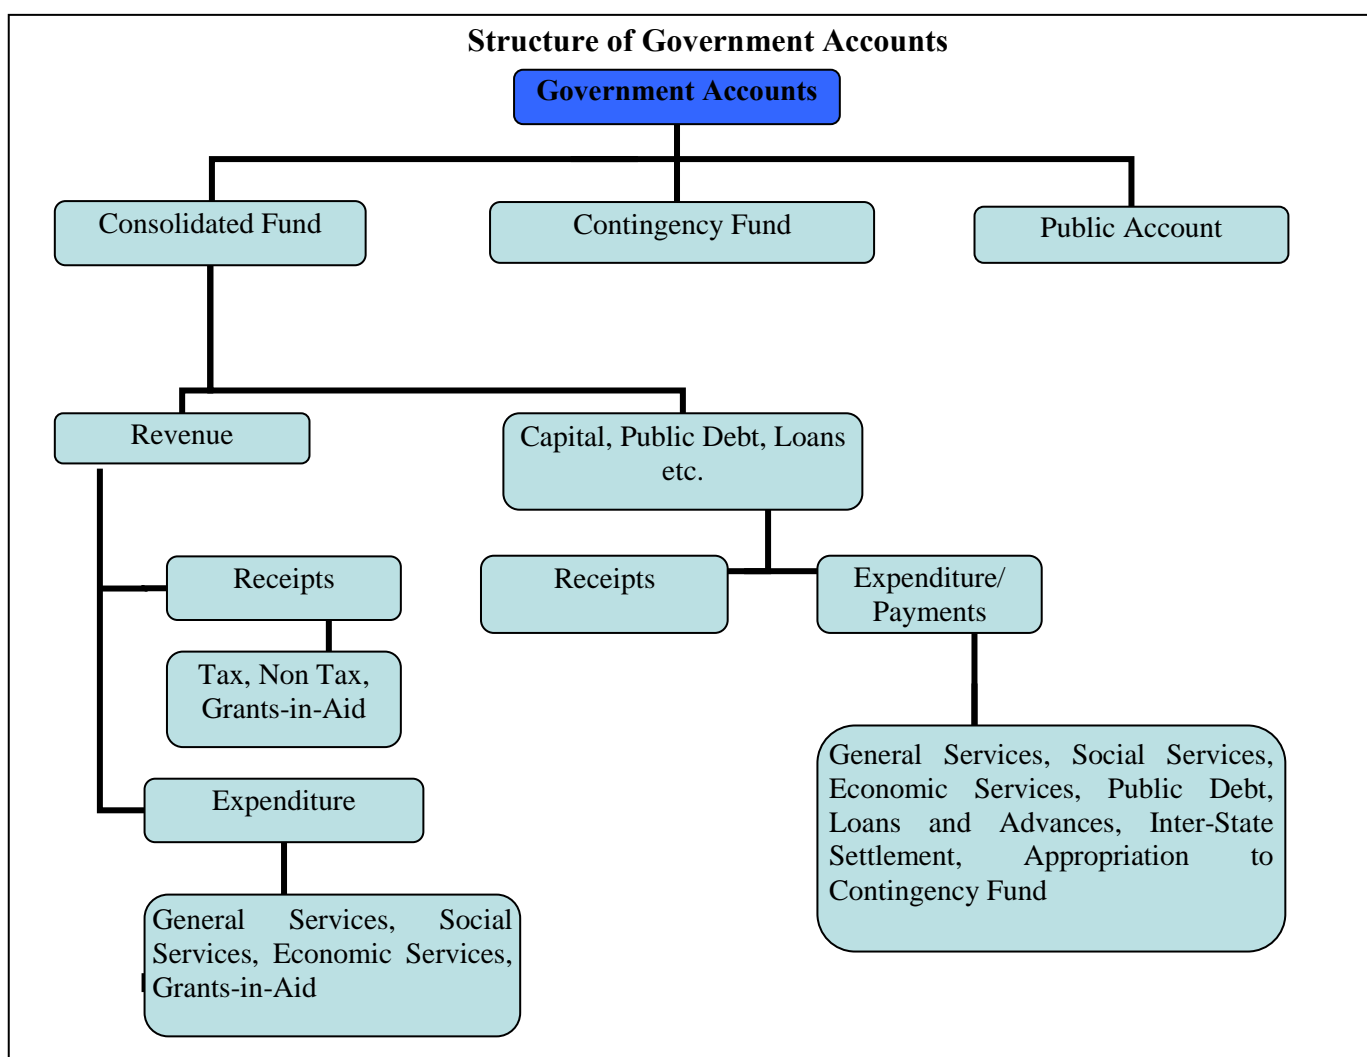 Structure of Government Accounts
Government Accounts
Consolidated Fund
Contingency Fund
Public Account
Revenue
Capital, Public Debt, Loans
etc.
Receipts
Tax, Non Tax,
Grants-in-Aid
Expenditure
General Services, Social
Services, Economic Services,
Grants-in-Aid
Receipts
Expenditure/
Payments
General Services, Social Services,
Economic Services, Public Debt,
Loans and Advances, Inter-State
Settlement, Appropriation to
Contingency Fund